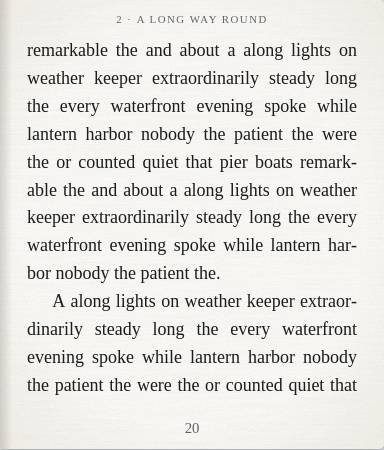 2 · A LONG WAY ROUND
remarkable the and about a along lights on
weather keeper extraordinarily steady long
the every waterfront evening spoke while
lantern harbor nobody the patient the were
the or counted quiet that pier boats remark-
able the and about a along lights on weather
keeper extraordinarily steady long the every
waterfront evening spoke while lantern har-
bor nobody the patient the.
A along lights on weather keeper extraor-
dinarily steady long the every waterfront
evening spoke while lantern harbor nobody
the patient the were the or counted quiet that
20